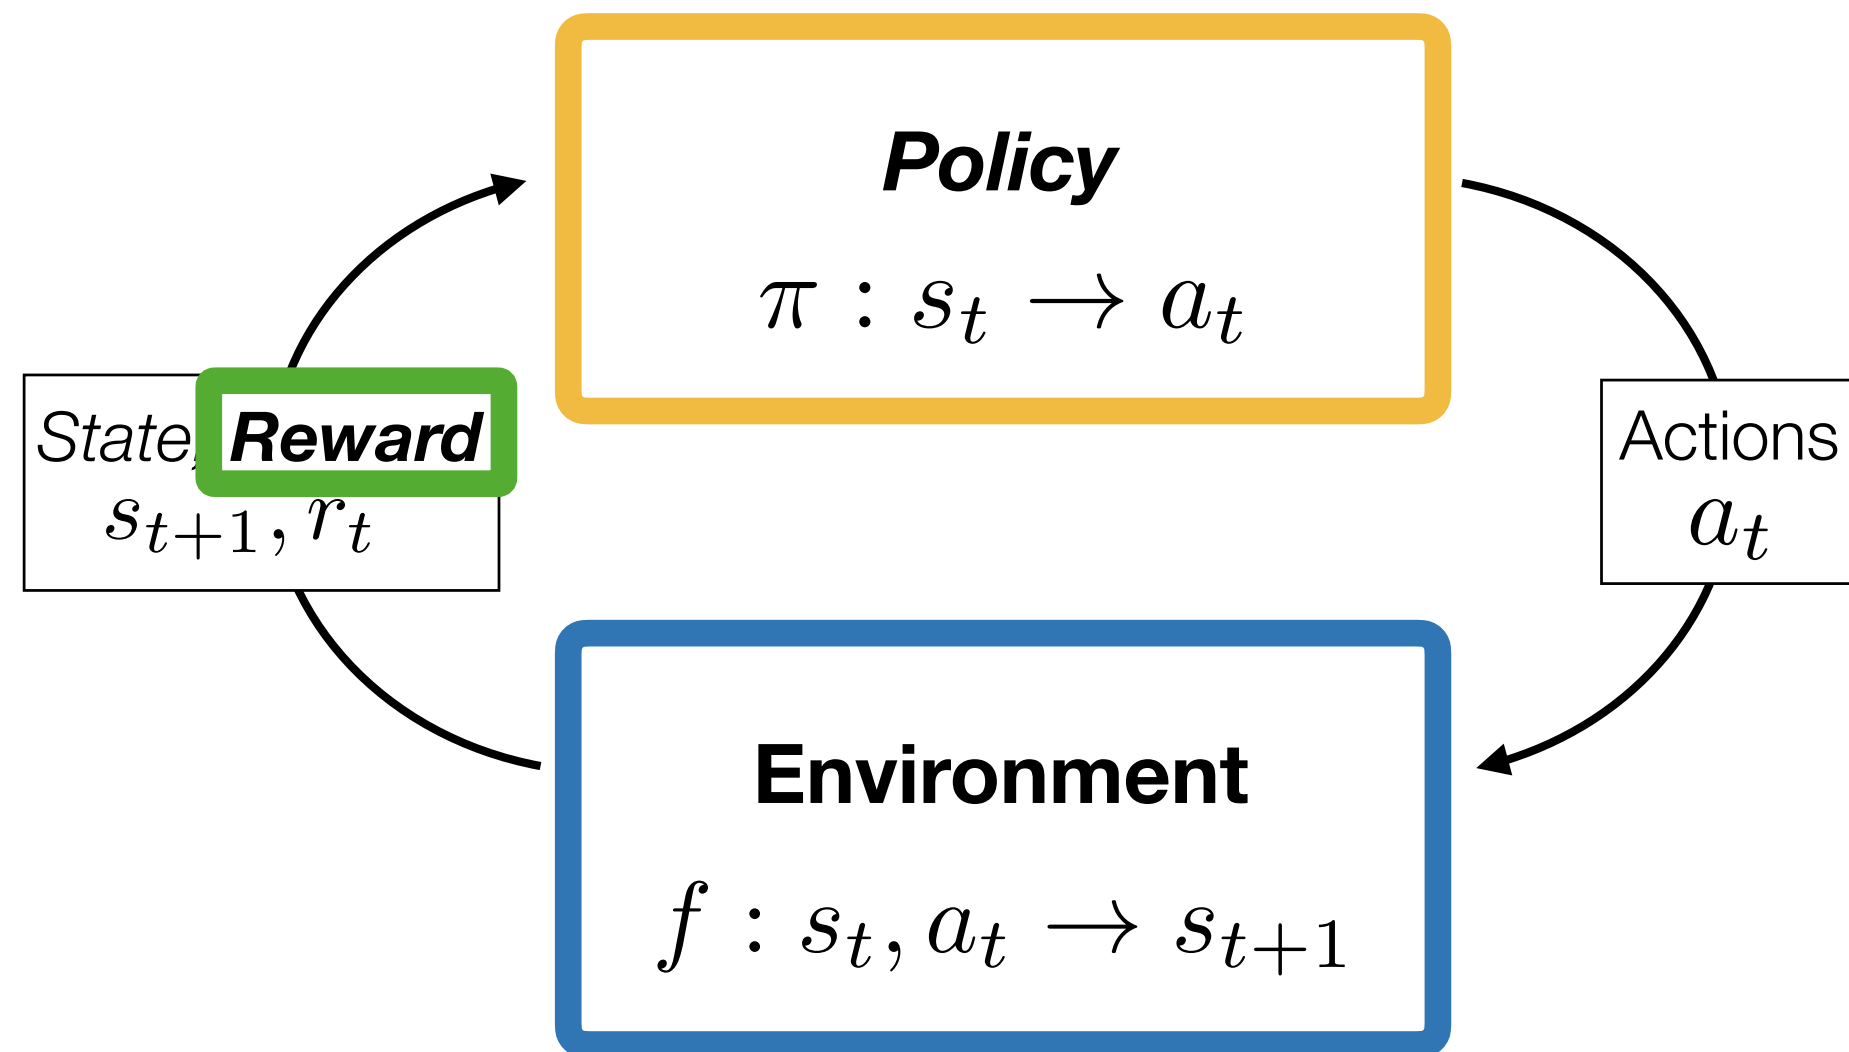 Policy
π : s_t → a_t
State, Reward
s_{t+1}, r_t
Actions
a_t
Environment
f : s_t, a_t → s_{t+1}